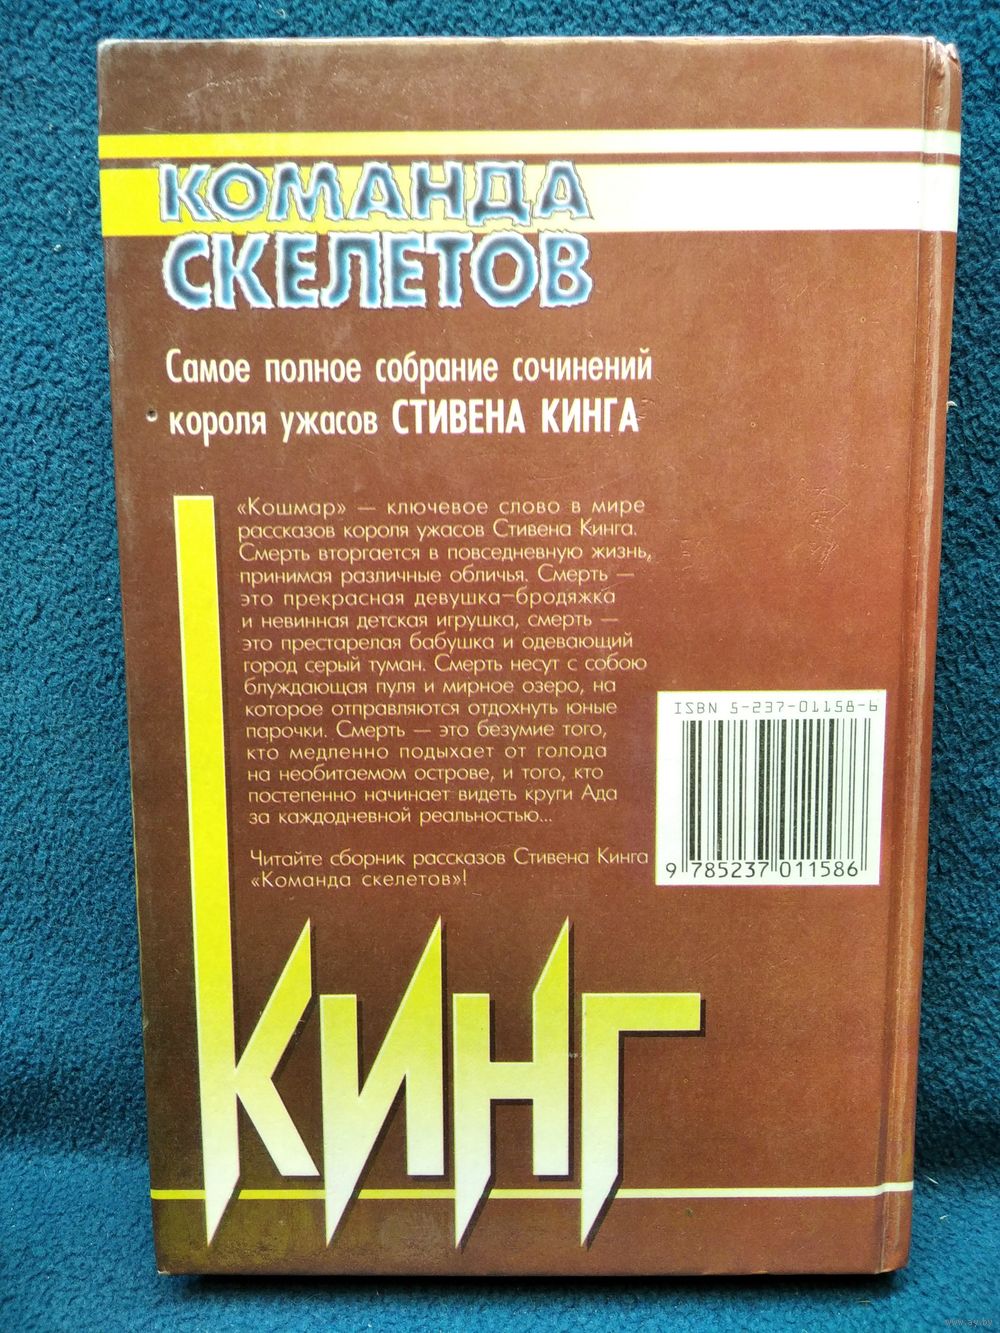 КОМАНДА
СКЕЛЕТОВ
Самое полное собрание сочинений
короля ужасов СТИВЕНА КИНГА
«Кошмар» — ключевое слово в мире
рассказов короля ужасов Стивена Кинга.
Смерть вторгается в повседневную жизнь,
принимая различные обличья. Смерть —
это прекрасная девушка-бродяжка
и невинная детская игрушка, смерть —
это престарелая бабушка и одевающий
город серый туман. Смерть несут с собою
блуждающая пуля и мирное озеро, на
которое отправляются отдохнуть юные
парочки. Смерть — это безумие того,
кто медленно подыхает от голода
на необитаемом острове, и того, кто
постепенно начинает видеть круги Ада
за каждодневной реальностью...
Читайте сборник рассказов Стивена Кинга
«Команда скелетов»!
ISBN 5-237-01158-6
9 785237 011586
КИНГ
www.ay.by